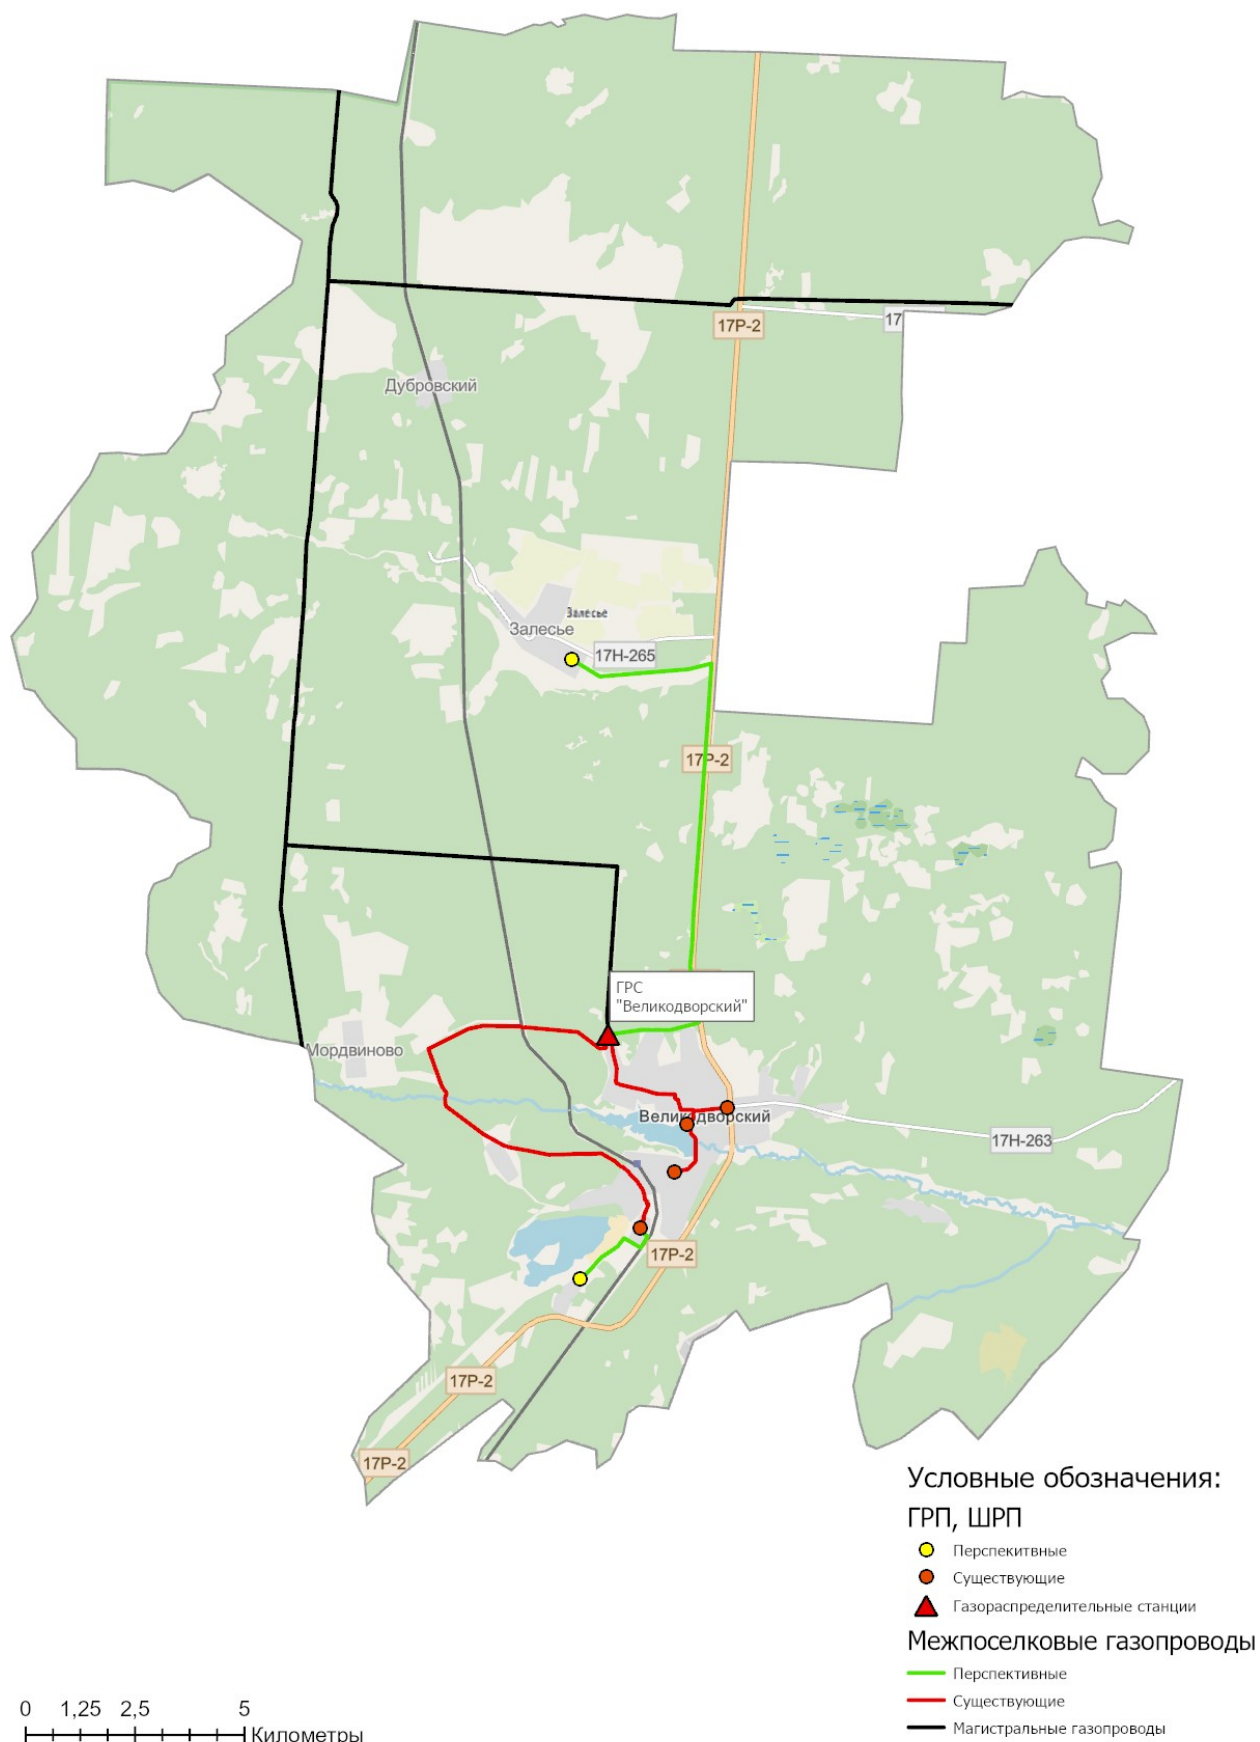 17Р-2
17
Дубровский
Залесье
Залесье
17Н-265
17Р-2
ГРС
"Великодворский"
Мордвиново
Великодворский
17Н-263
17Р-2
17Р-2
17Р-2
Условные обозначения:
ГРП, ШРП
Перспекитвные
Существующие
Газораспределительные станции
Межпоселковые газопроводы
Перспективные
Существующие
Магистральные газопроводы
0 1,25 2,5 5
Километры